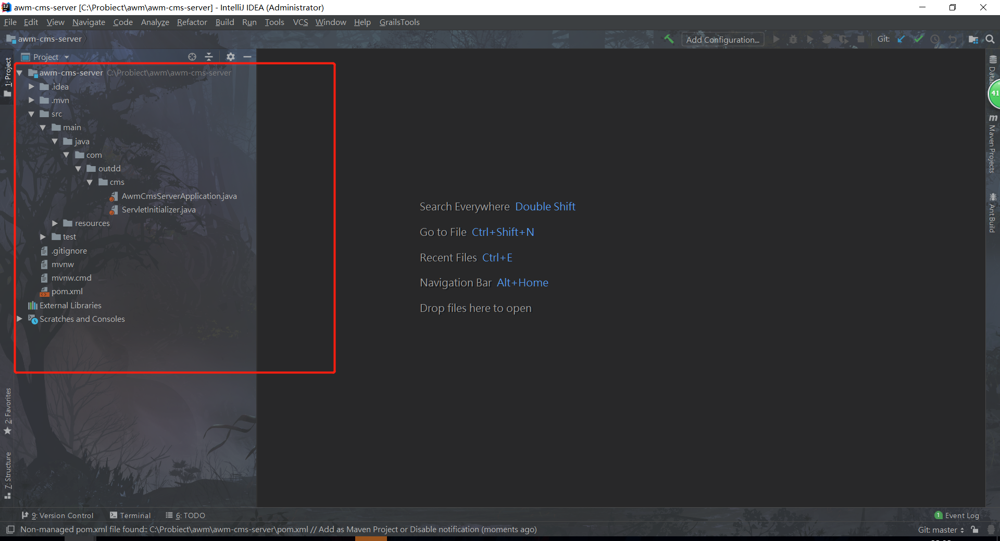 awm-cms-server [C:\Probiect\awm\awm-cms-server] - IntelliJ IDEA (Administrator)
File Edit View Navigate Code Analyze Refactor Build Run Tools VCS Window Help GrailsTools
awm-cms-server
Add Configuration...
Git:
Project
1: Project
awm-cms-server C:\Probiect\awm\awm-cms-server
.idea
.mvn
src
main
java
com
outdd
cms
AwmCmsServerApplication.java
ServletInitializer.java
resources
test
.gitignore
mvnw
mvnw.cmd
pom.xml
External Libraries
Scratches and Consoles
2: Favorites
7: Structure
Search Everywhere Double Shift
Go to File Ctrl+Shift+N
Recent Files Ctrl+E
Navigation Bar Alt+Home
Drop files here to open
41
m
Maven Projects
Ant Build
9: Version Control Terminal 6: TODO
1 Event Log
Non-managed pom.xml file found:: C:\Probiect\awm\awm-cms-server\pom.xml // Add as Maven Project or Disable notification (moments ago)
Git: master